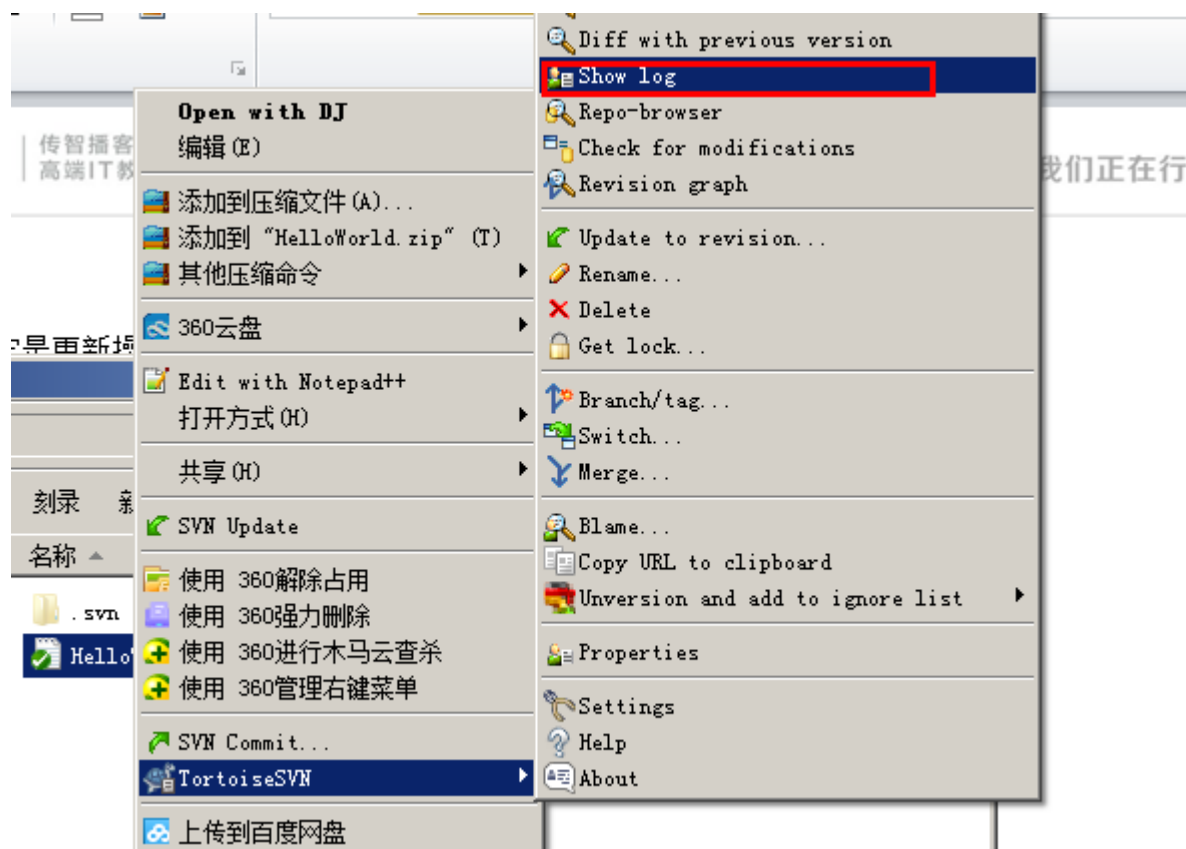 传智播客
高端IT教
我们正在行
是更新操
刻录 新
名称
.svn
Hello
Open with DJ
编辑(E)
添加到压缩文件(A)...
添加到 "HelloWorld.zip" (T)
其他压缩命令
360云盘
Edit with Notepad++
打开方式(H)
共享(H)
SVN Update
使用 360解除占用
使用 360强力删除
使用 360进行木马云查杀
使用 360管理右键菜单
SVN Commit...
TortoiseSVN
上传到百度网盘
Diff with previous version
Show log
Repo-browser
Check for modifications
Revision graph
Update to revision...
Rename...
Delete
Get lock...
Branch/tag...
Switch...
Merge...
Blame...
Copy URL to clipboard
Unversion and add to ignore list
Properties
Settings
Help
About